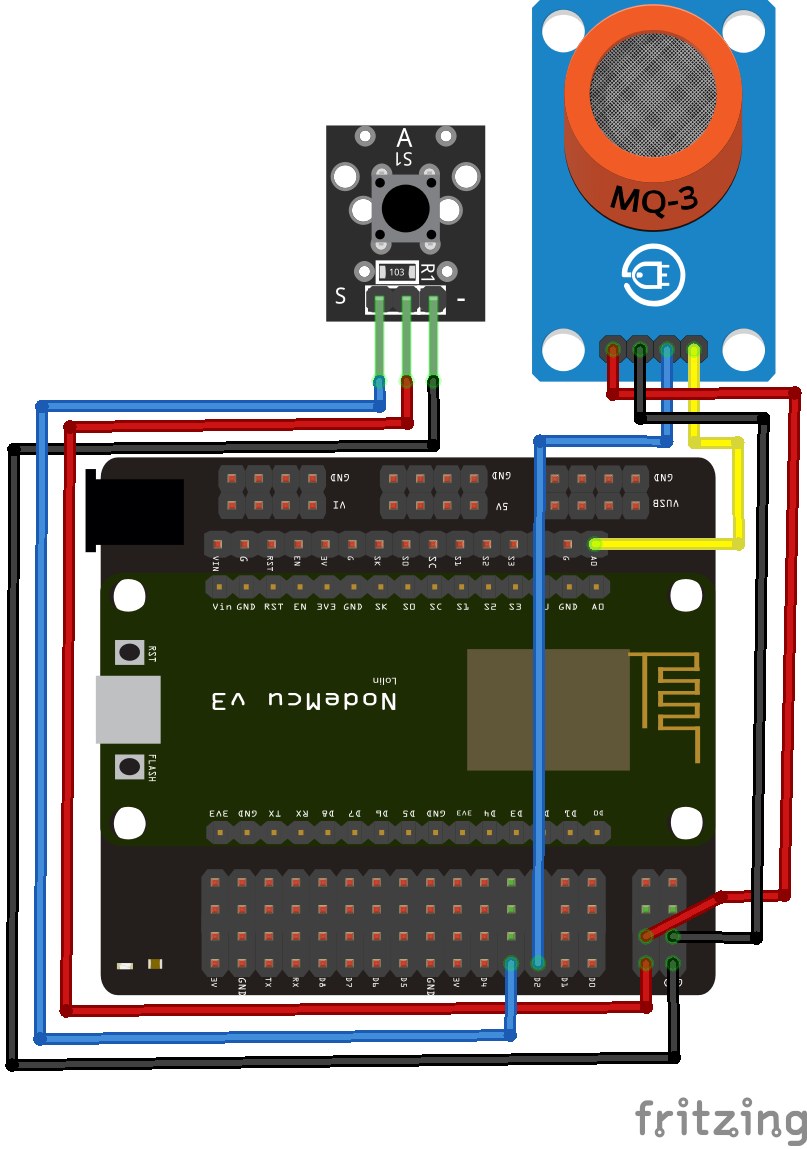 A
S1
MQ-3
103
R1
S -
GND GND GND
VI 5V VUSB
VIN G RST EN 3V G SK S0 SC S1 S2 S3 G A0
Vin GND RST EN 3V3 GND SK S0 SC S1 S2 S3 U GND A0
RST
Lolin
NodeMcu v3
FLASH
3V3 GND TX RX D8 D7 D6 D5 GND 3V3 D4 D3 D1 D0
3V GND TX RX D8 D7 D6 D5 GND 3V D4 D2 D1 D0
fritzing